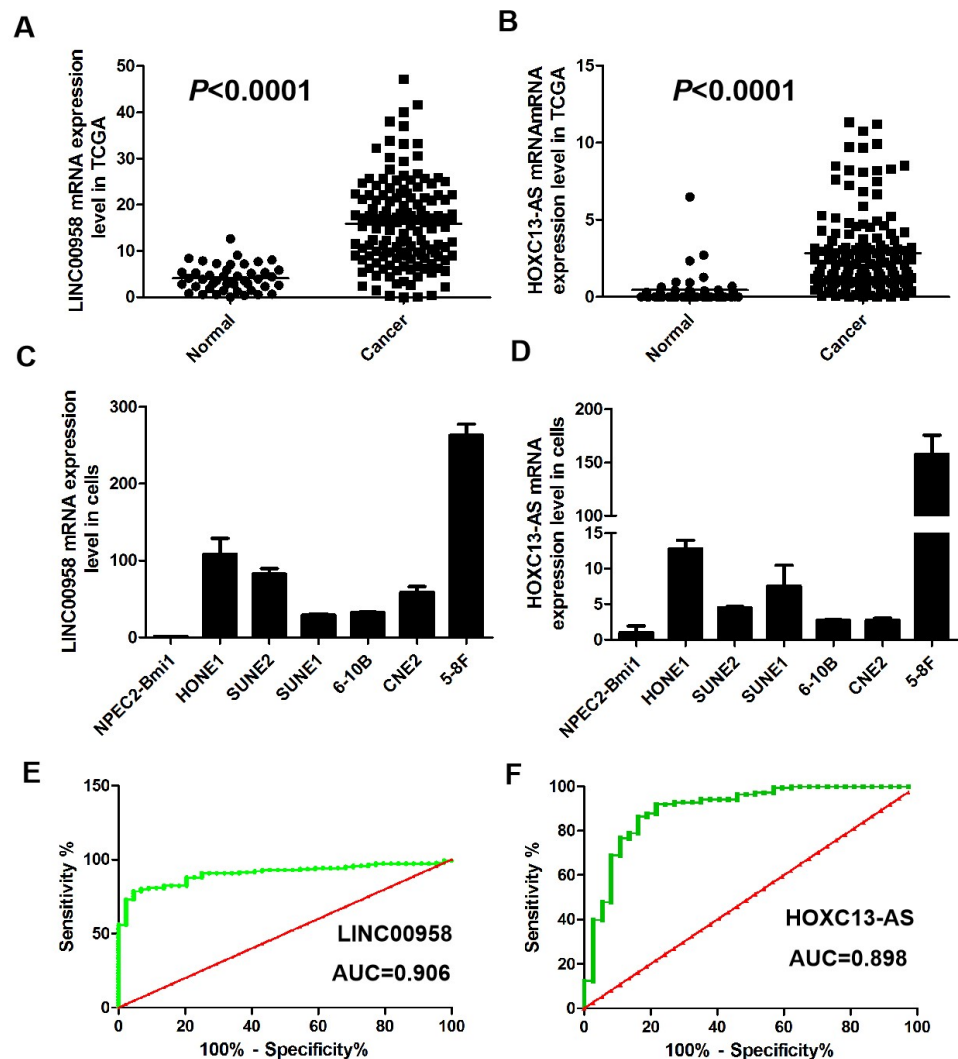 A
LINC00958 mRNA expression
level in TCGA
50
40
30
20
10
0
P<0.0001
Normal
Cancer
B
HOXC13-AS mRNAmRNA
expression level in TCGA
15
10
5
0
P<0.0001
Normal
Cancer
C
LINC00958 mRNA expression
level in cells
300
200
100
0
NPEC2-Bmi1
HONE1
SUNE2
SUNE1
6-10B
CNE2
5-8F
D
HOXC13-AS mRNA
expression level in cells
200
150
100
15
10
5
0
NPEC2-Bmi1
HONE1
SUNE2
SUNE1
6-10B
CNE2
5-8F
E
Sensitivity %
150
100
50
0
LINC00958
AUC=0.906
0
20
40
60
80
100
100% - Specificity%
F
Sensitivity %
100
80
60
40
20
0
HOXC13-AS
AUC=0.898
0
20
40
60
80
100
100% - Specificity%